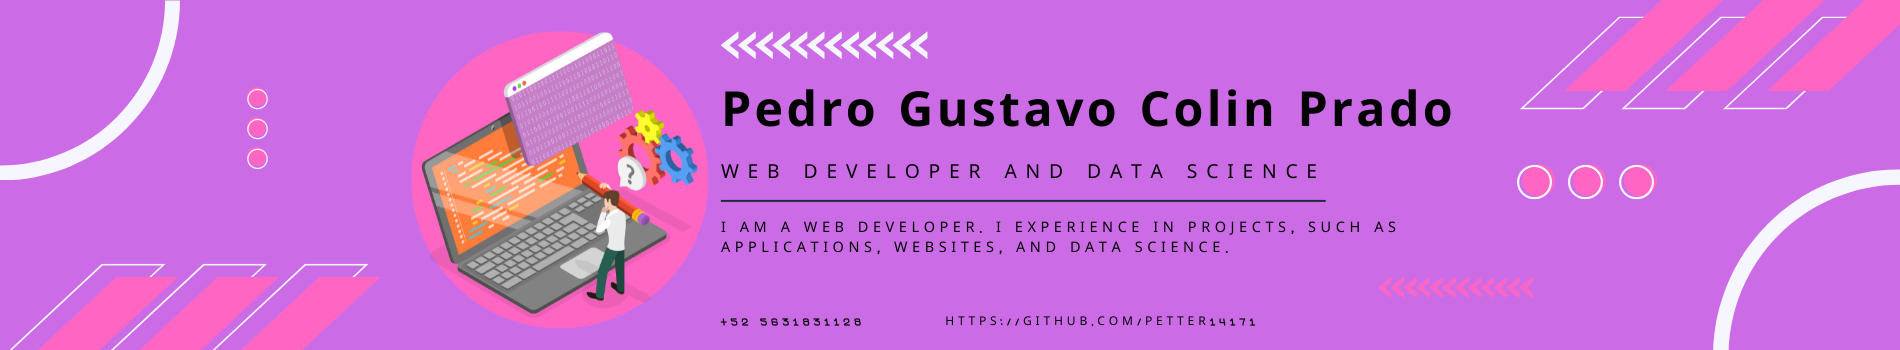 Pedro Gustavo Colin Prado
WEB DEVELOPER AND DATA SCIENCE
I AM A WEB DEVELOPER. I EXPERIENCE IN PROJECTS, SUCH AS
APPLICATIONS, WEBSITES, AND DATA SCIENCE.
+52 5631831128 HTTPS://GITHUB.COM/PETTER14171
?